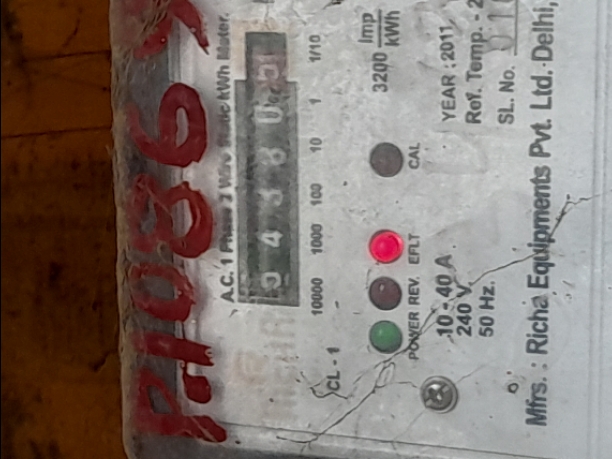 P.1086
A.C. 1 Phase 2 Wire Static kWh Meter.
10000 1000 100 10 1 1/10
CL - 1
POWER REV. EFLT CAL
3200 Imp/kWh
10 - 40 A
240 V
50 Hz.
YEAR : 2011
Ref. Temp. - 2
SL. No.
Mfrs. : Richa Equipments Pvt. Ltd. Delhi,